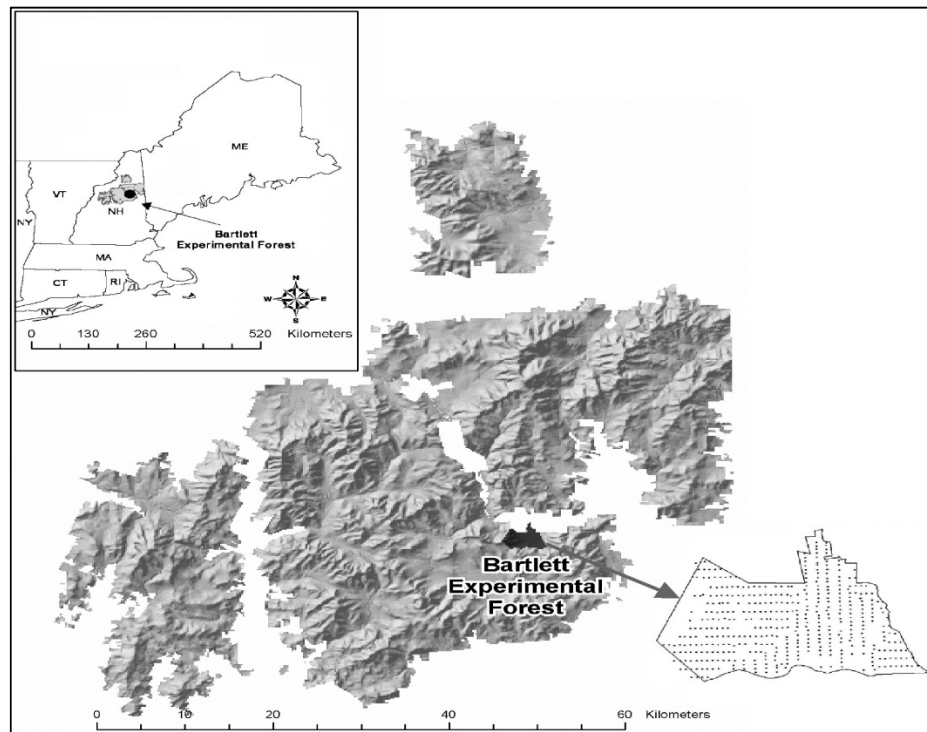 ME
VT
NY
NH
Bartlett
Experimental Forest
MA
CT
RI
NY
N
W
E
S
0 130 260 520 Kilometers
Bartlett
Experimental
Forest
0 10 20 40 60 Kilometers